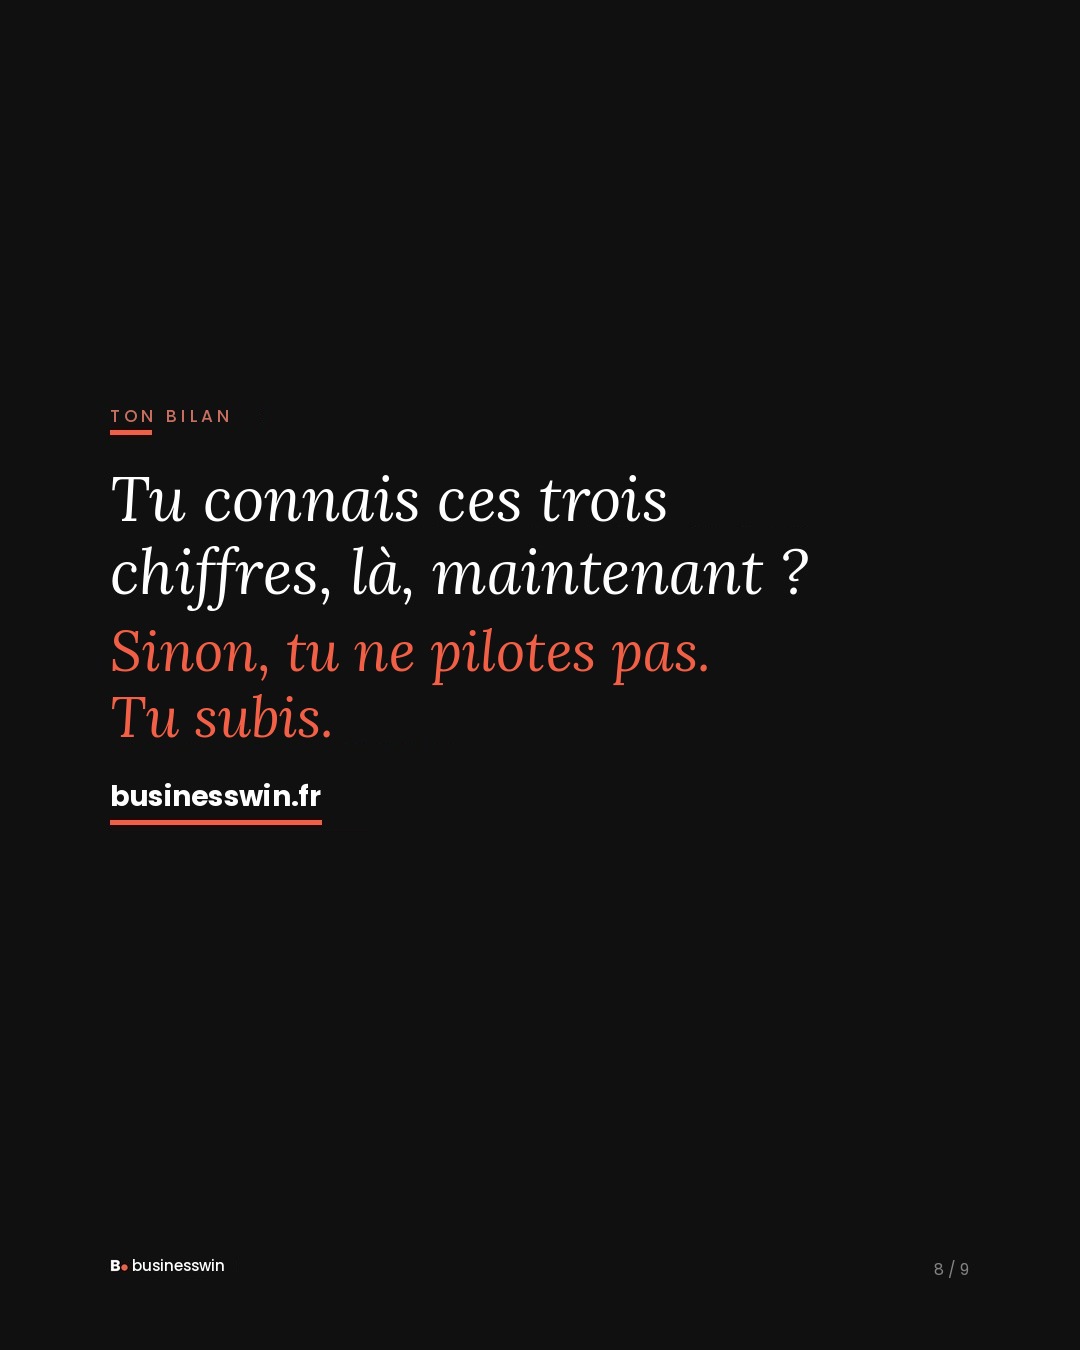 TON BILAN
Tu connais ces trois
chiffres, là, maintenant ?
Sinon, tu ne pilotes pas.
Tu subis.
businesswin.fr
B• businesswin
8 / 9